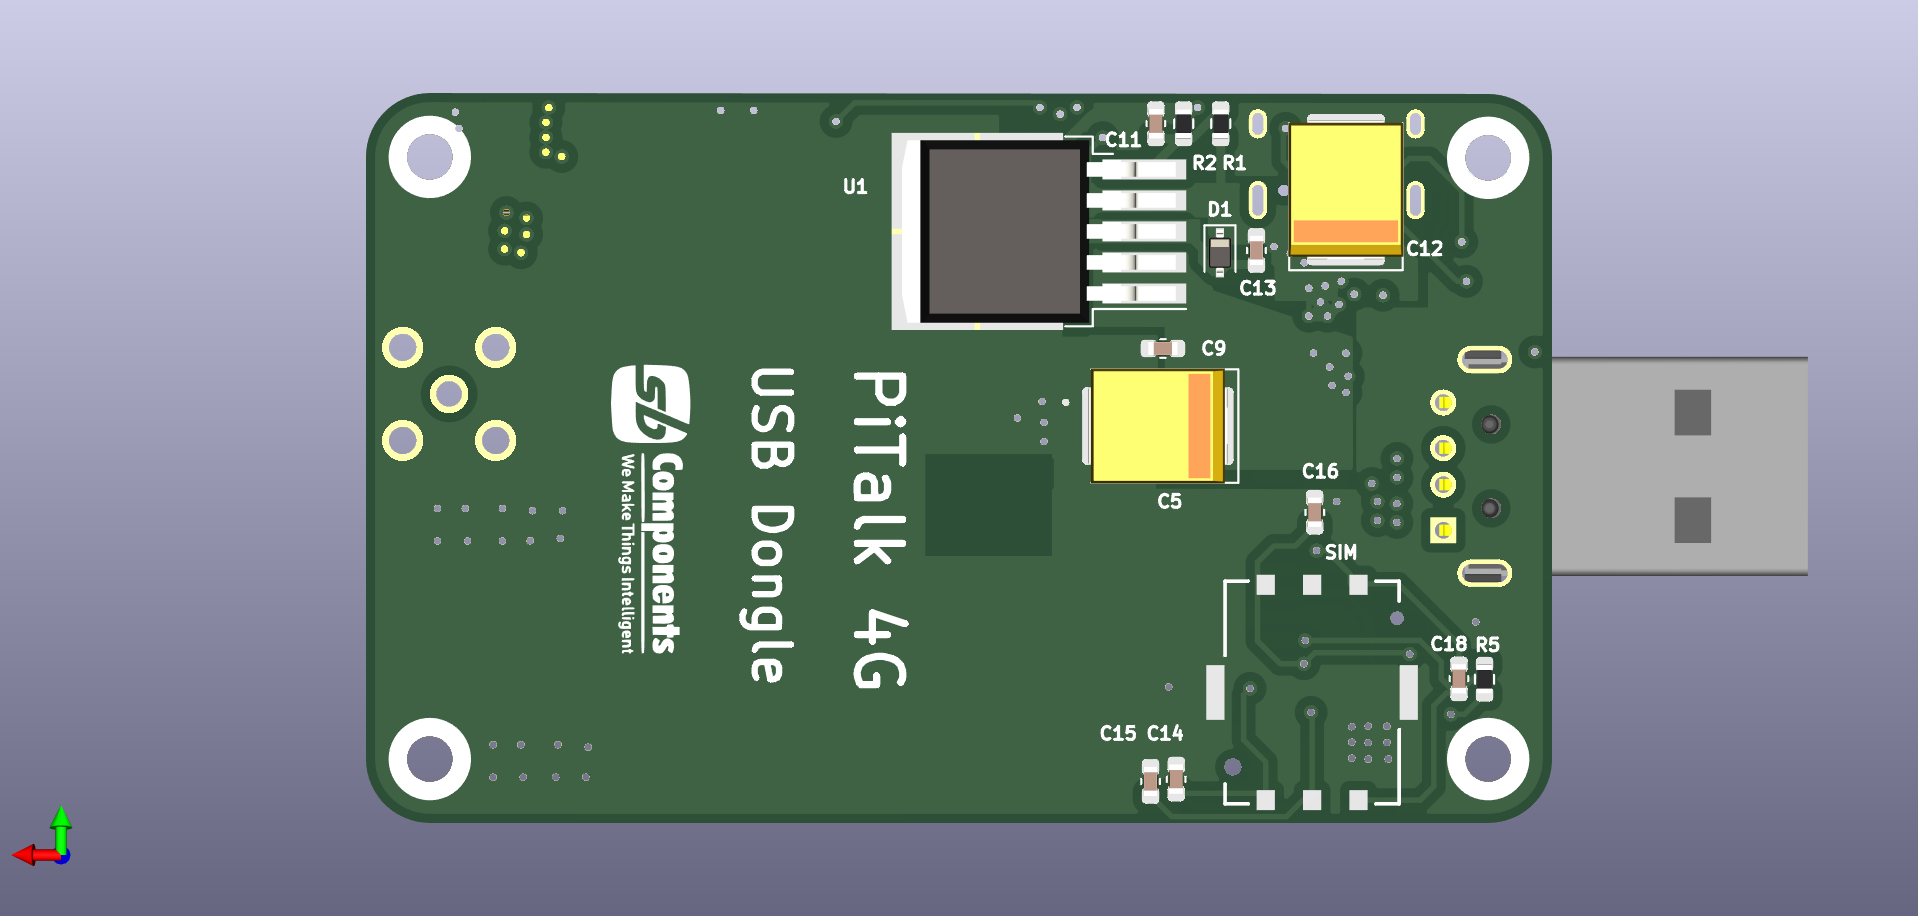 C11
R2 R1
U1
D1
C12
C13
C9
C5
C16
SIM
C18 R5
C15 C14
PiTalk 4G
USB Dongle
sb
Components
We Make Things Intelligent